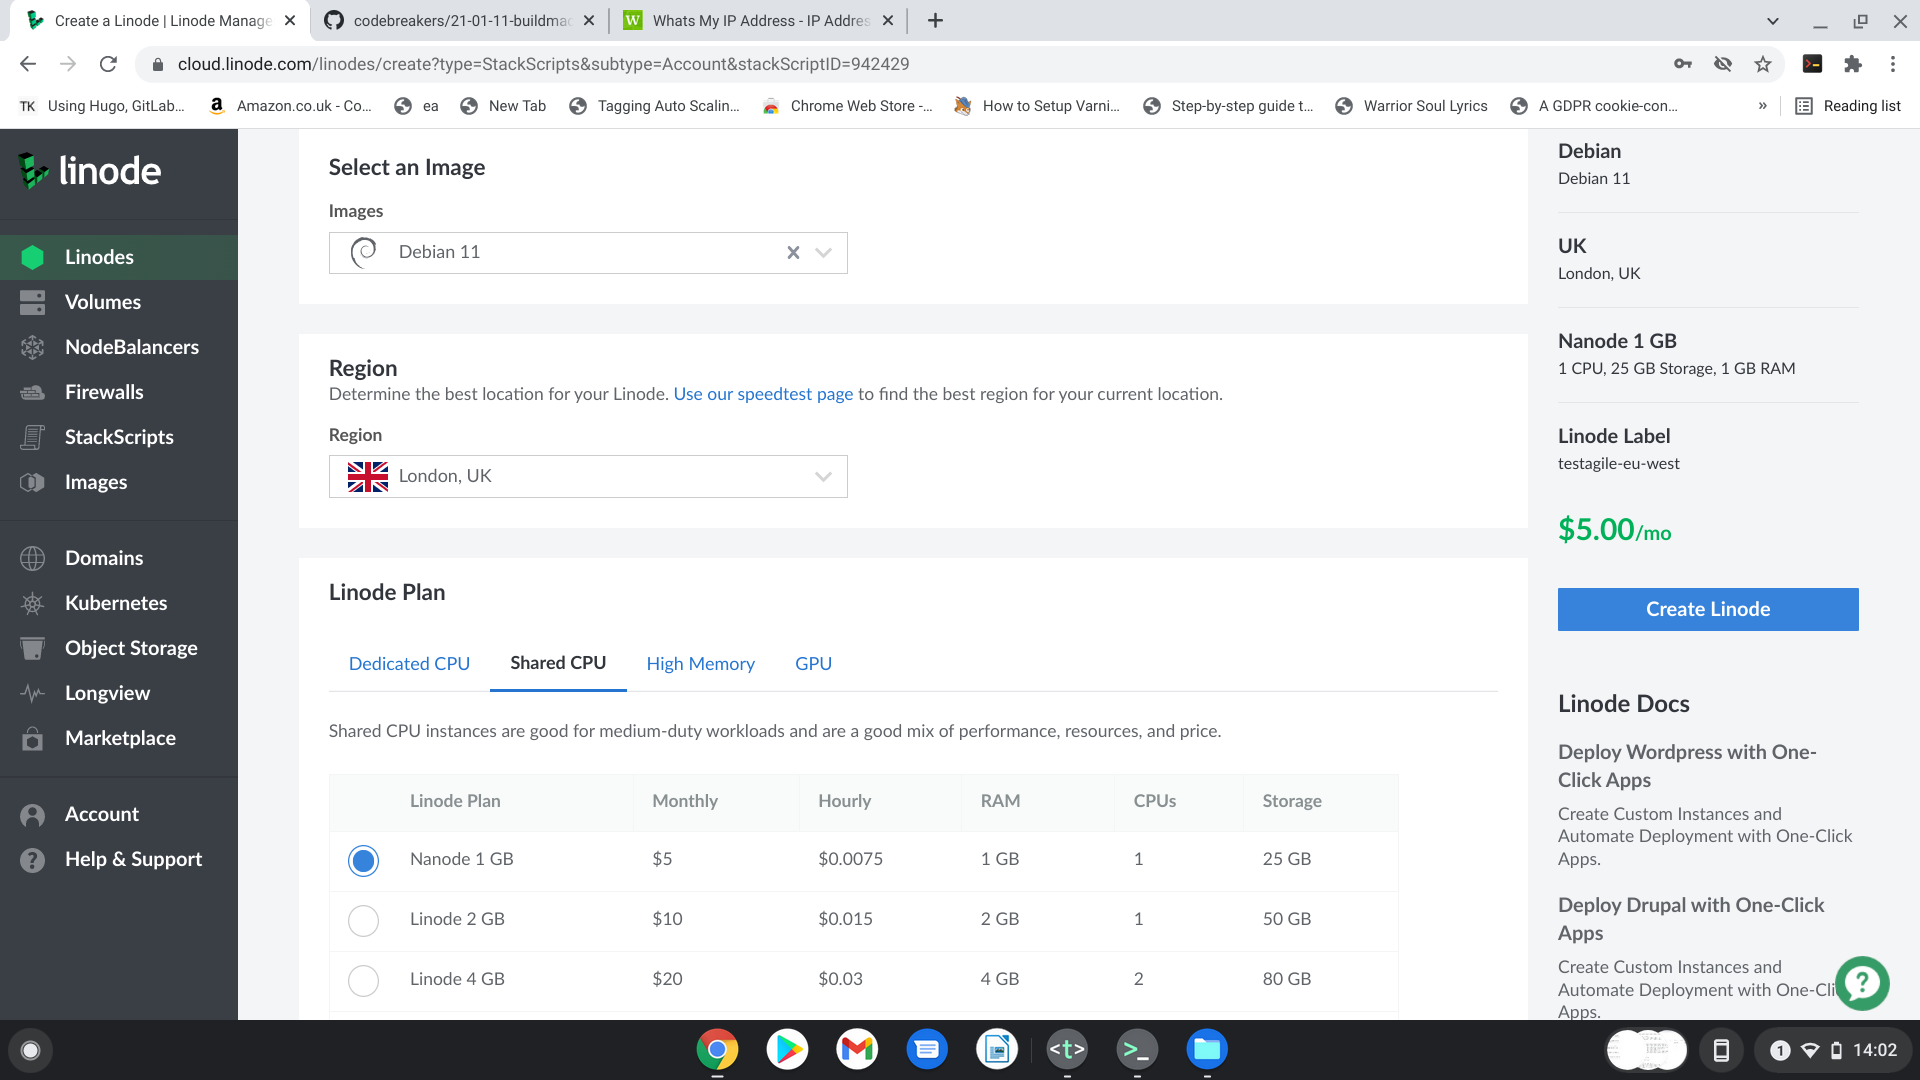 Create a Linode | Linode Manage
codebreakers/21-01-11-buildmac
W Whats My IP Address - IP Addres
cloud.linode.com/linodes/create?type=StackScripts&subtype=Account&stackScriptID=942429
TK Using Hugo, GitLab...
Amazon.co.uk - Co...
ea
New Tab
Tagging Auto Scalin...
Chrome Web Store -...
How to Setup Varni...
Step-by-step guide t...
Warrior Soul Lyrics
A GDPR cookie-con...
»
Reading list
linode
Linodes
Volumes
NodeBalancers
Firewalls
StackScripts
Images
Domains
Kubernetes
Object Storage
Longview
Marketplace
Account
Help & Support
Select an Image
Images
Debian 11
Region
Determine the best location for your Linode. Use our speedtest page to find the best region for your current location.
Region
London, UK
Linode Plan
Dedicated CPU Shared CPU High Memory GPU
Shared CPU instances are good for medium-duty workloads and are a good mix of performance, resources, and price.
Linode Plan Monthly Hourly RAM CPUs Storage
Nanode 1 GB $5 $0.0075 1 GB 1 25 GB
Linode 2 GB $10 $0.015 2 GB 1 50 GB
Linode 4 GB $20 $0.03 4 GB 2 80 GB
Debian
Debian 11
UK
London, UK
Nanode 1 GB
1 CPU, 25 GB Storage, 1 GB RAM
Linode Label
testagile-eu-west
$5.00/mo
Create Linode
Linode Docs
Deploy Wordpress with One-
Click Apps
Create Custom Instances and
Automate Deployment with One-Click
Apps.
Deploy Drupal with One-Click
Apps
Create Custom Instances and
Automate Deployment with One-Cli
Apps.
?
<t>
>_
1
14:02